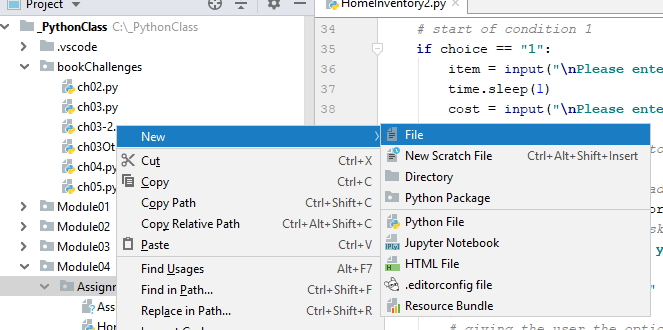 Project
HomeInventory2.py
_PythonClass C:\_PythonClass
.vscode
bookChallenges
ch02.py
ch03.py
ch03-2.
ch03Ot
ch04.py
ch05.py
Module01
Module02
Module03
Module04
Assignm
Ass
Hom
New
Cut Ctrl+X
Copy Ctrl+C
Copy Path Ctrl+Shift+C
Copy Relative Path Ctrl+Alt+Shift+C
Paste Ctrl+V
Find Usages Alt+F7
Find in Path... Ctrl+Shift+F
Replace in Path... Ctrl+Shift+R
File
New Scratch File Ctrl+Alt+Shift+Insert
Directory
Python Package
Python File
Jupyter Notebook
HTML File
.editorconfig file
Resource Bundle
34 # start of condition 1
35 if choice == "1":
36 item = input("\nPlease ente
37 time.sleep(1)
38 cost = input("\nPlease ente
# giving the user the optio